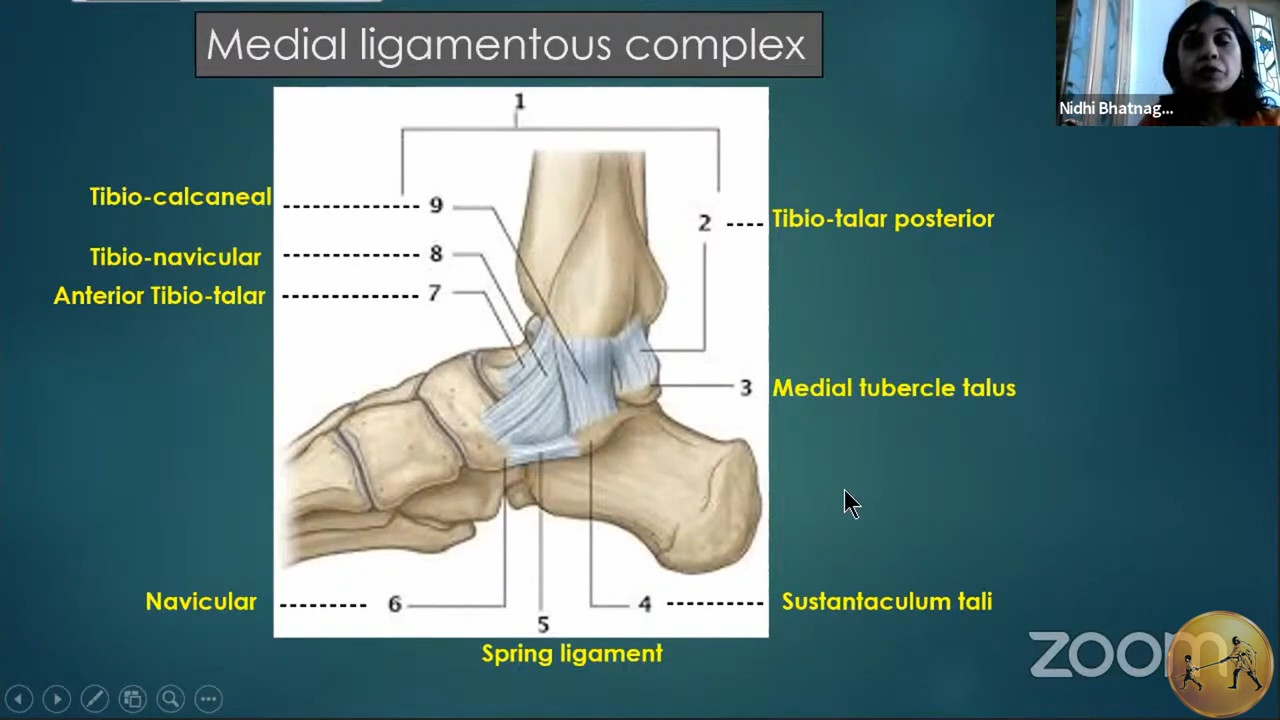 Medial ligamentous complex
Nidhi Bhatnag...
1
Tibio-calcaneal
9
2
Tibio-talar posterior
Tibio-navicular
8
Anterior Tibio-talar
7
3
Medial tubercle talus
Navicular
6
5
4
Sustantaculum tali
Spring ligament
zoom